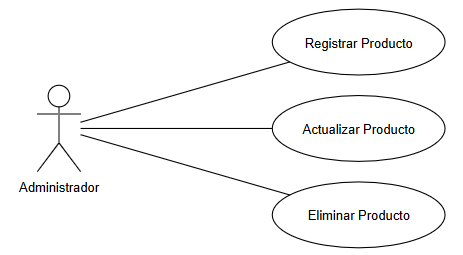 Registrar Producto
Actualizar Producto
Administrador
Eliminar Producto